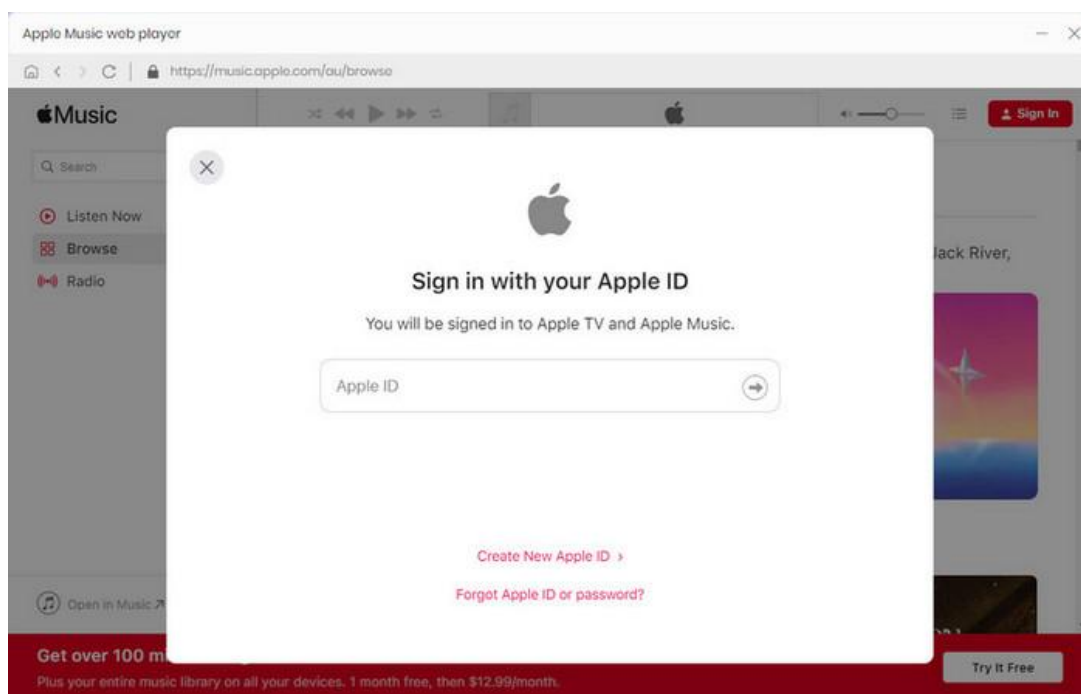 Apple Music web player
https://music.apple.com/au/browse
Music
Sign In
Search
Listen Now
Browse
Radio
Jack River,
Sign in with your Apple ID
You will be signed in to Apple TV and Apple Music.
Apple ID
Create New Apple ID
Forgot Apple ID or password?
Open in Music
Get over 100 m
Plus your entire music library on all your devices. 1 month free, then $12.99/month.
Try It Free